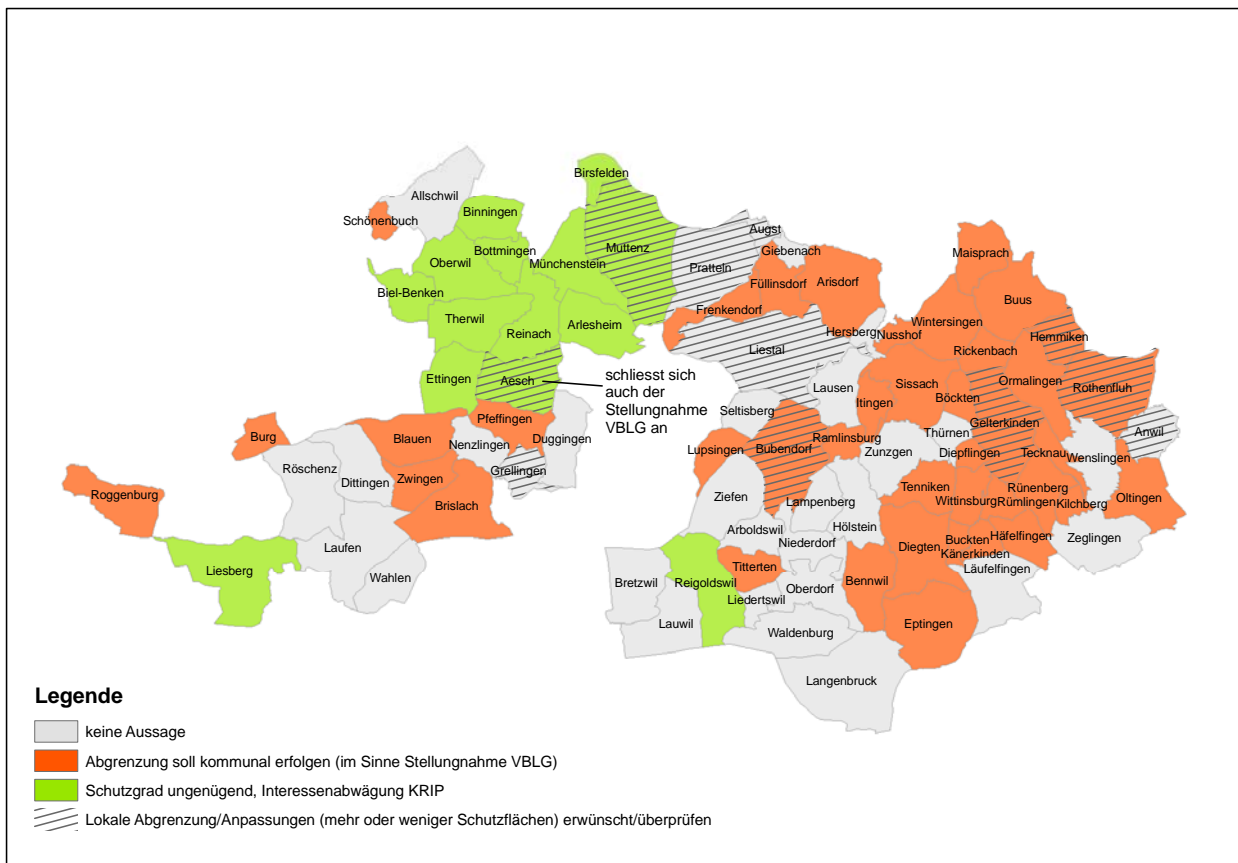 Birsfelden
Allschwil
Schönenbuch
Binningen
Augst
Bottmingen
Muttenz
Giebenach
Maisprach
Oberwil
Münchenstein
Pratteln
Füllinsdorf
Arisdorf
Biel-Benken
Buus
Frenkendorf
Therwil
Arlesheim
Wintersingen
Reinach
Hersberg
Nusshof
Hemmiken
Liestal
Rickenbach
Ettingen
Aesch
schliesst sich
auch der
Stellungnahme
VBLG an
Lausen
Sissach
Ormalingen
Rothenfluh
Böckten
Itingen
Seltisberg
Pfeffingen
Gelterkinden
Burg
Blauen
Nenzlingen
Duggingen
Ramlinsburg
Thürnen
Anwil
Lupsingen
Bubendorf
Zunzgen
Diepflingen
Tecknau
Wenslingen
Röschenz
Grellingen
Dittingen
Zwingen
Roggenburg
Brislach
Ziefen
Lampenberg
Tenniken
Wittinsburg
Rünenberg
Rümlingen
Kilchberg
Oltingen
Arboldswil
Hölstein
Laufen
Niederdorf
Diegten
Buckten
Häfelfingen
Zeglingen
Känerkinden
Liesberg
Wahlen
Bretzwil
Reigoldswil
Titterten
Läufelfingen
Bennwil
Oberdorf
Liedertswil
Lauwil
Waldenburg
Eptingen
Langenbruck
Legende
keine Aussage
Abgrenzung soll kommunal erfolgen (im Sinne Stellungnahme VBLG)
Schutzgrad ungenügend, Interessenabwägung KRIP
Lokale Abgrenzung/Anpassungen (mehr oder weniger Schutzflächen) erwünscht/überprüfen